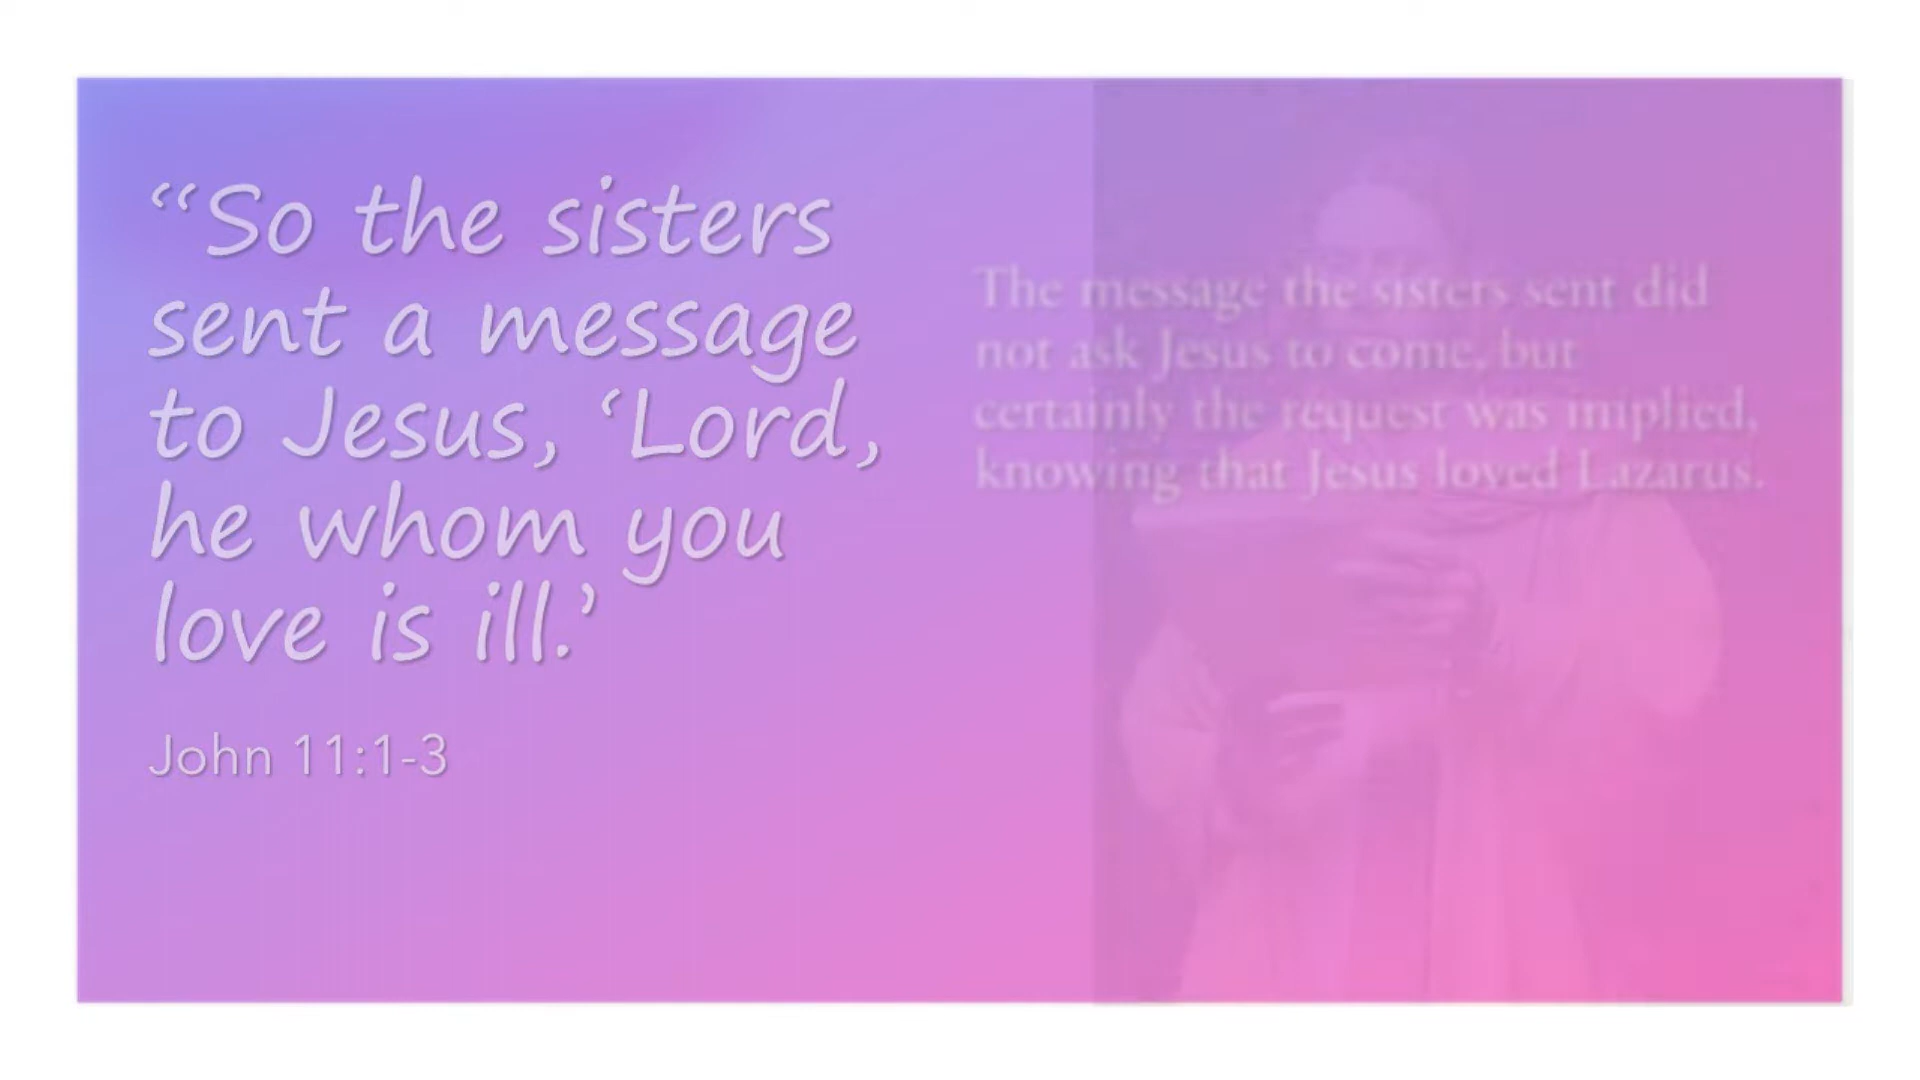 “So the sisters
sent a message
to Jesus, ‘Lord,
he whom you
love is ill.’
John 11:1-3
The message the sisters sent did
not ask Jesus to come, but
certainly the request was implied,
knowing that Jesus loved Lazarus.